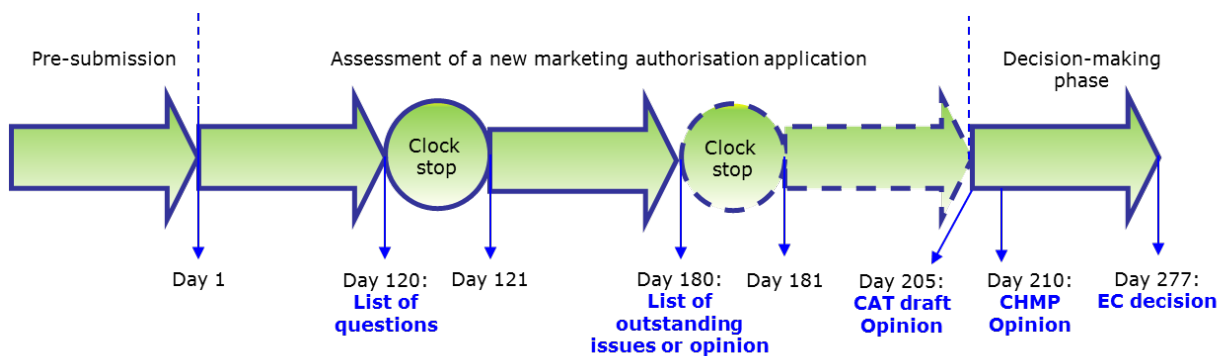 Pre-submission
Assessment of a new marketing authorisation application
Decision-making
phase
Clock
stop
Clock
stop
Day 1
Day 120:
List of
questions
Day 121
Day 180:
List of
outstanding
issues or opinion
Day 181
Day 205:
CAT draft
Opinion
Day 210:
CHMP
Opinion
Day 277:
EC decision